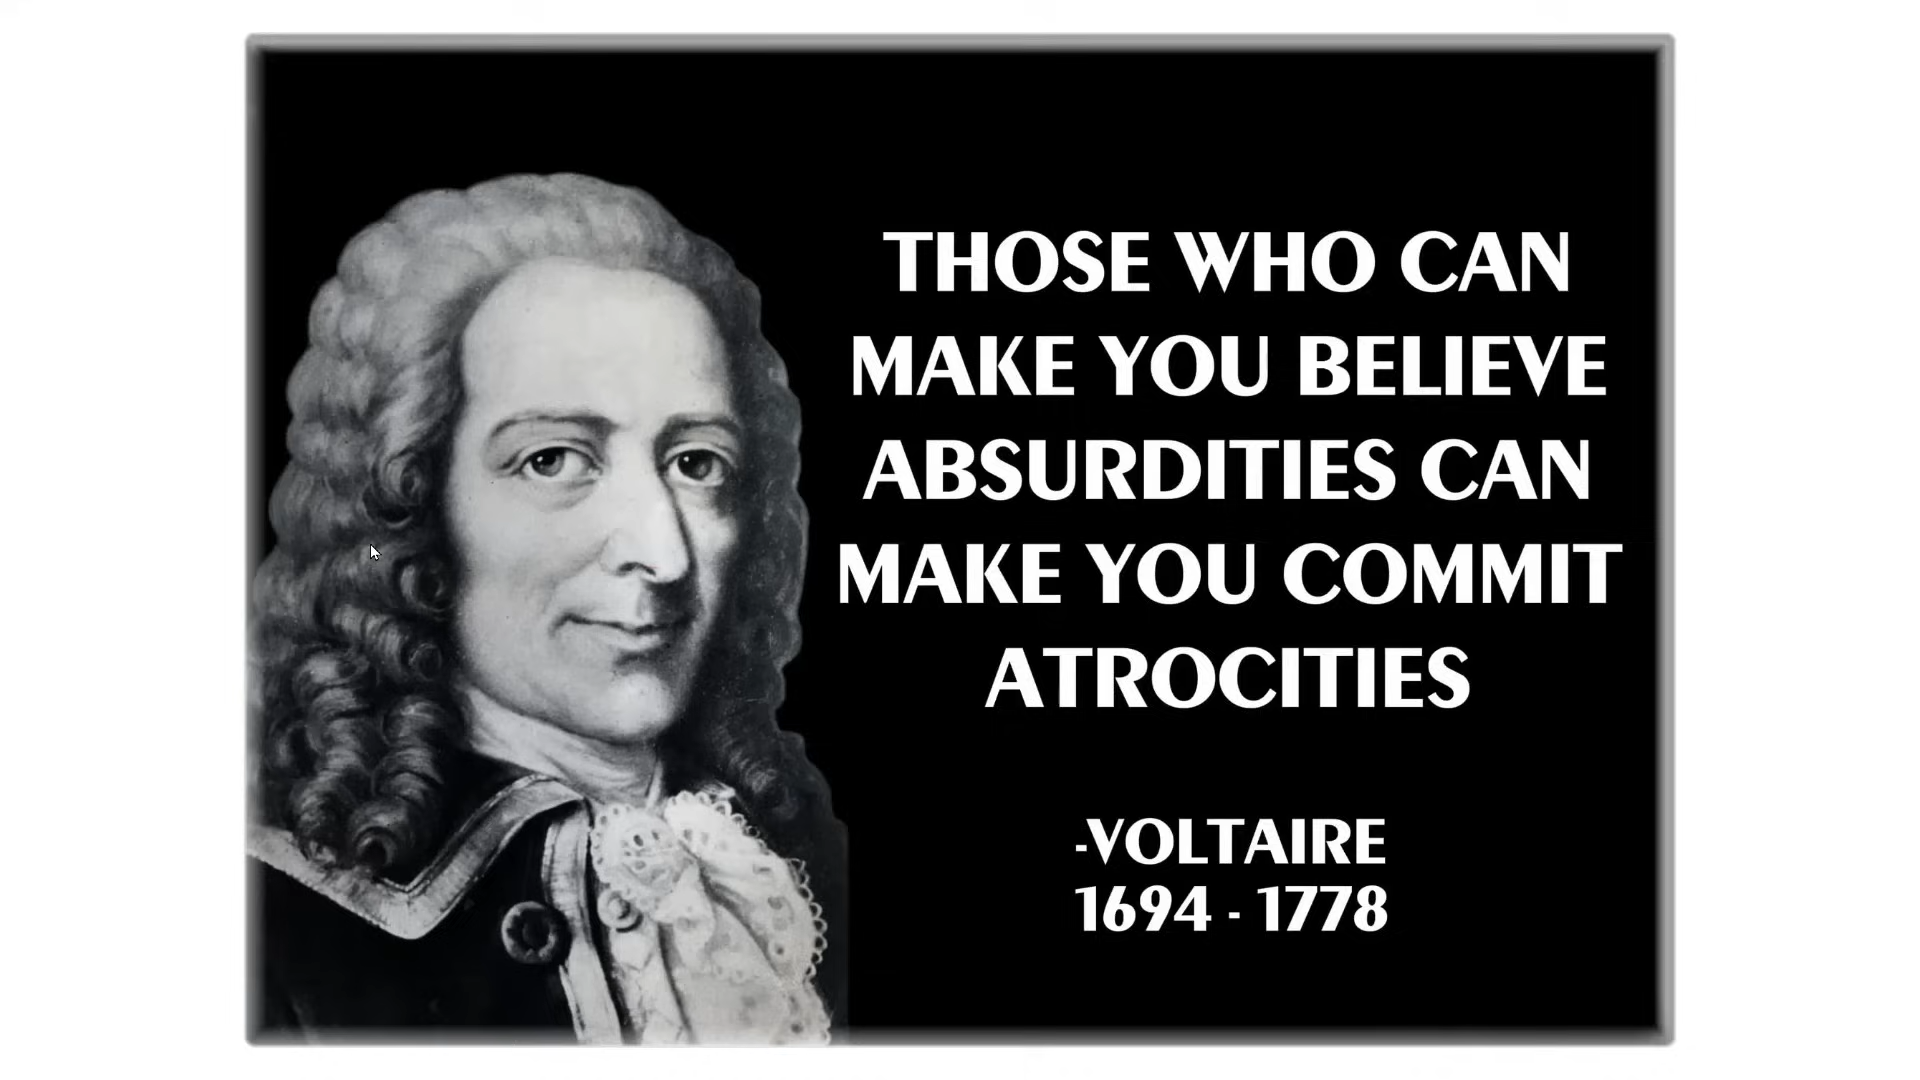 THOSE WHO CAN
MAKE YOU BELIEVE
ABSURDITIES CAN
MAKE YOU COMMIT
ATROCITIES
-VOLTAIRE
1694 - 1778